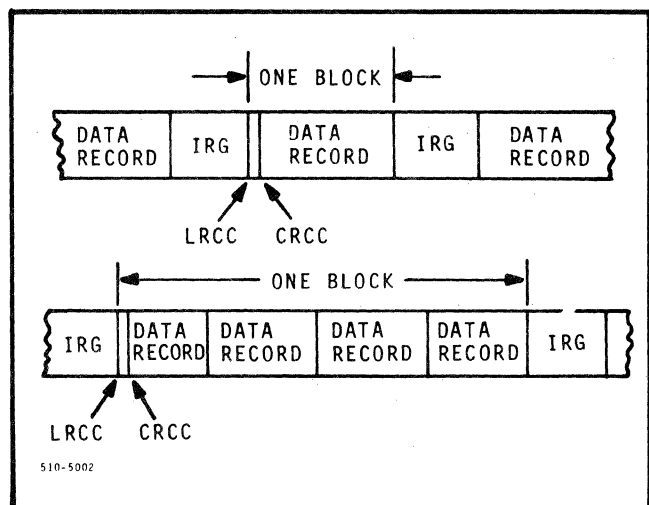 ONE BLOCK
DATA RECORD IRG DATA RECORD IRG DATA RECORD
LRCC CRCC
ONE BLOCK
IRG DATA RECORD DATA RECORD DATA RECORD DATA RECORD IRG
LRCC CRCC
510-5002